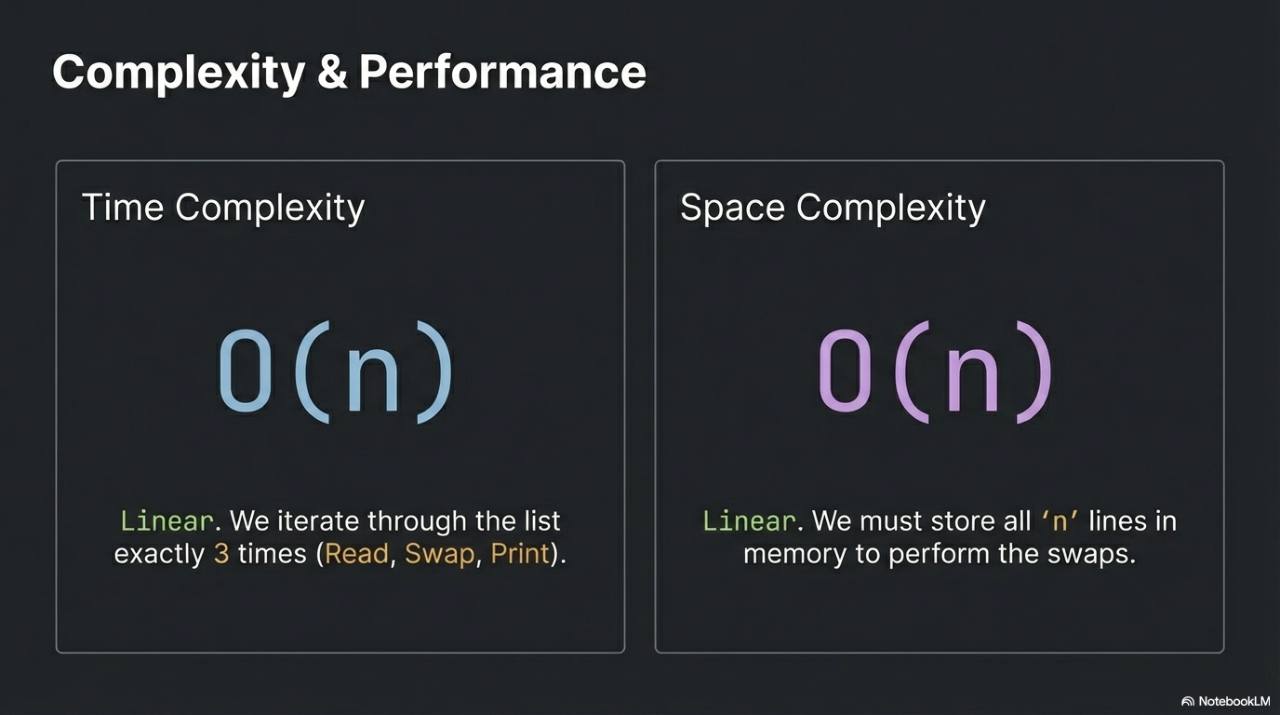 Complexity & Performance
Time Complexity
O(n)
Linear. We iterate through the list
exactly 3 times (Read, Swap, Print).
Space Complexity
O(n)
Linear. We must store all ‘n’ lines in
memory to perform the swaps.
NotebookLM